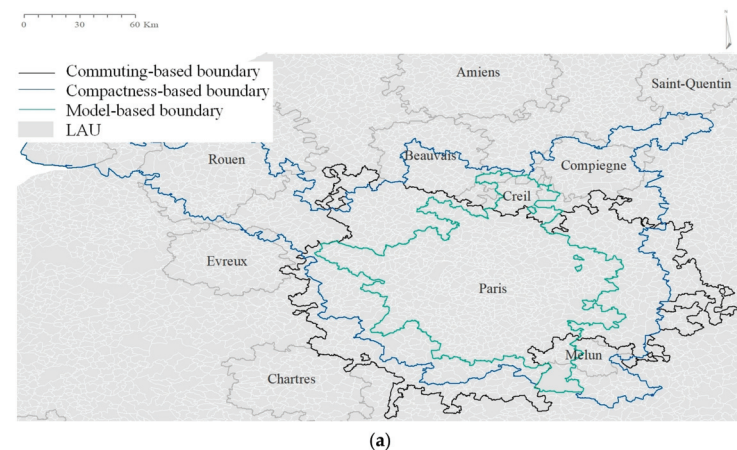 0 30 60 Km
Commuting-based boundary
Compactness-based boundary
Model-based boundary
LAU
Amiens
Saint-Quentin
Rouen
Beauvais
Compiegne
Creil
Evreux
Paris
Melun
Chartres
(a)